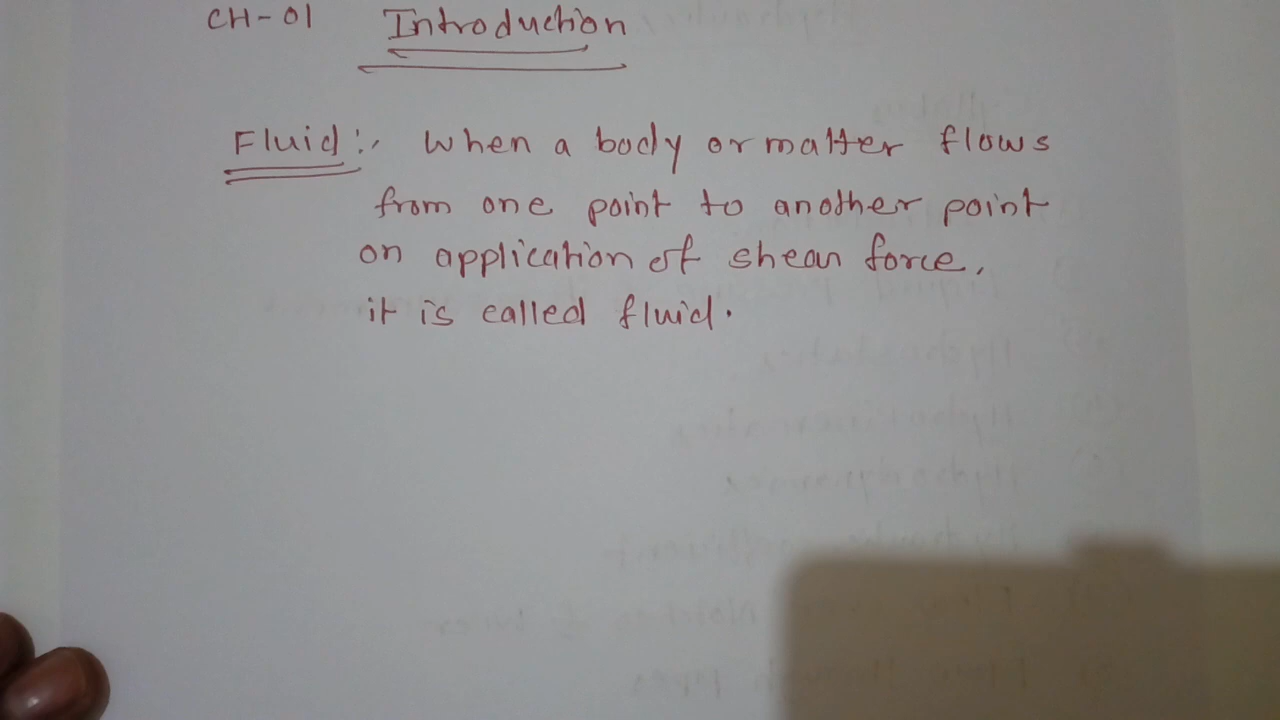 CH-01 Introduction
Fluid:- When a body or matter flows
from one point to another point
on application of shear force,
it is called fluid.